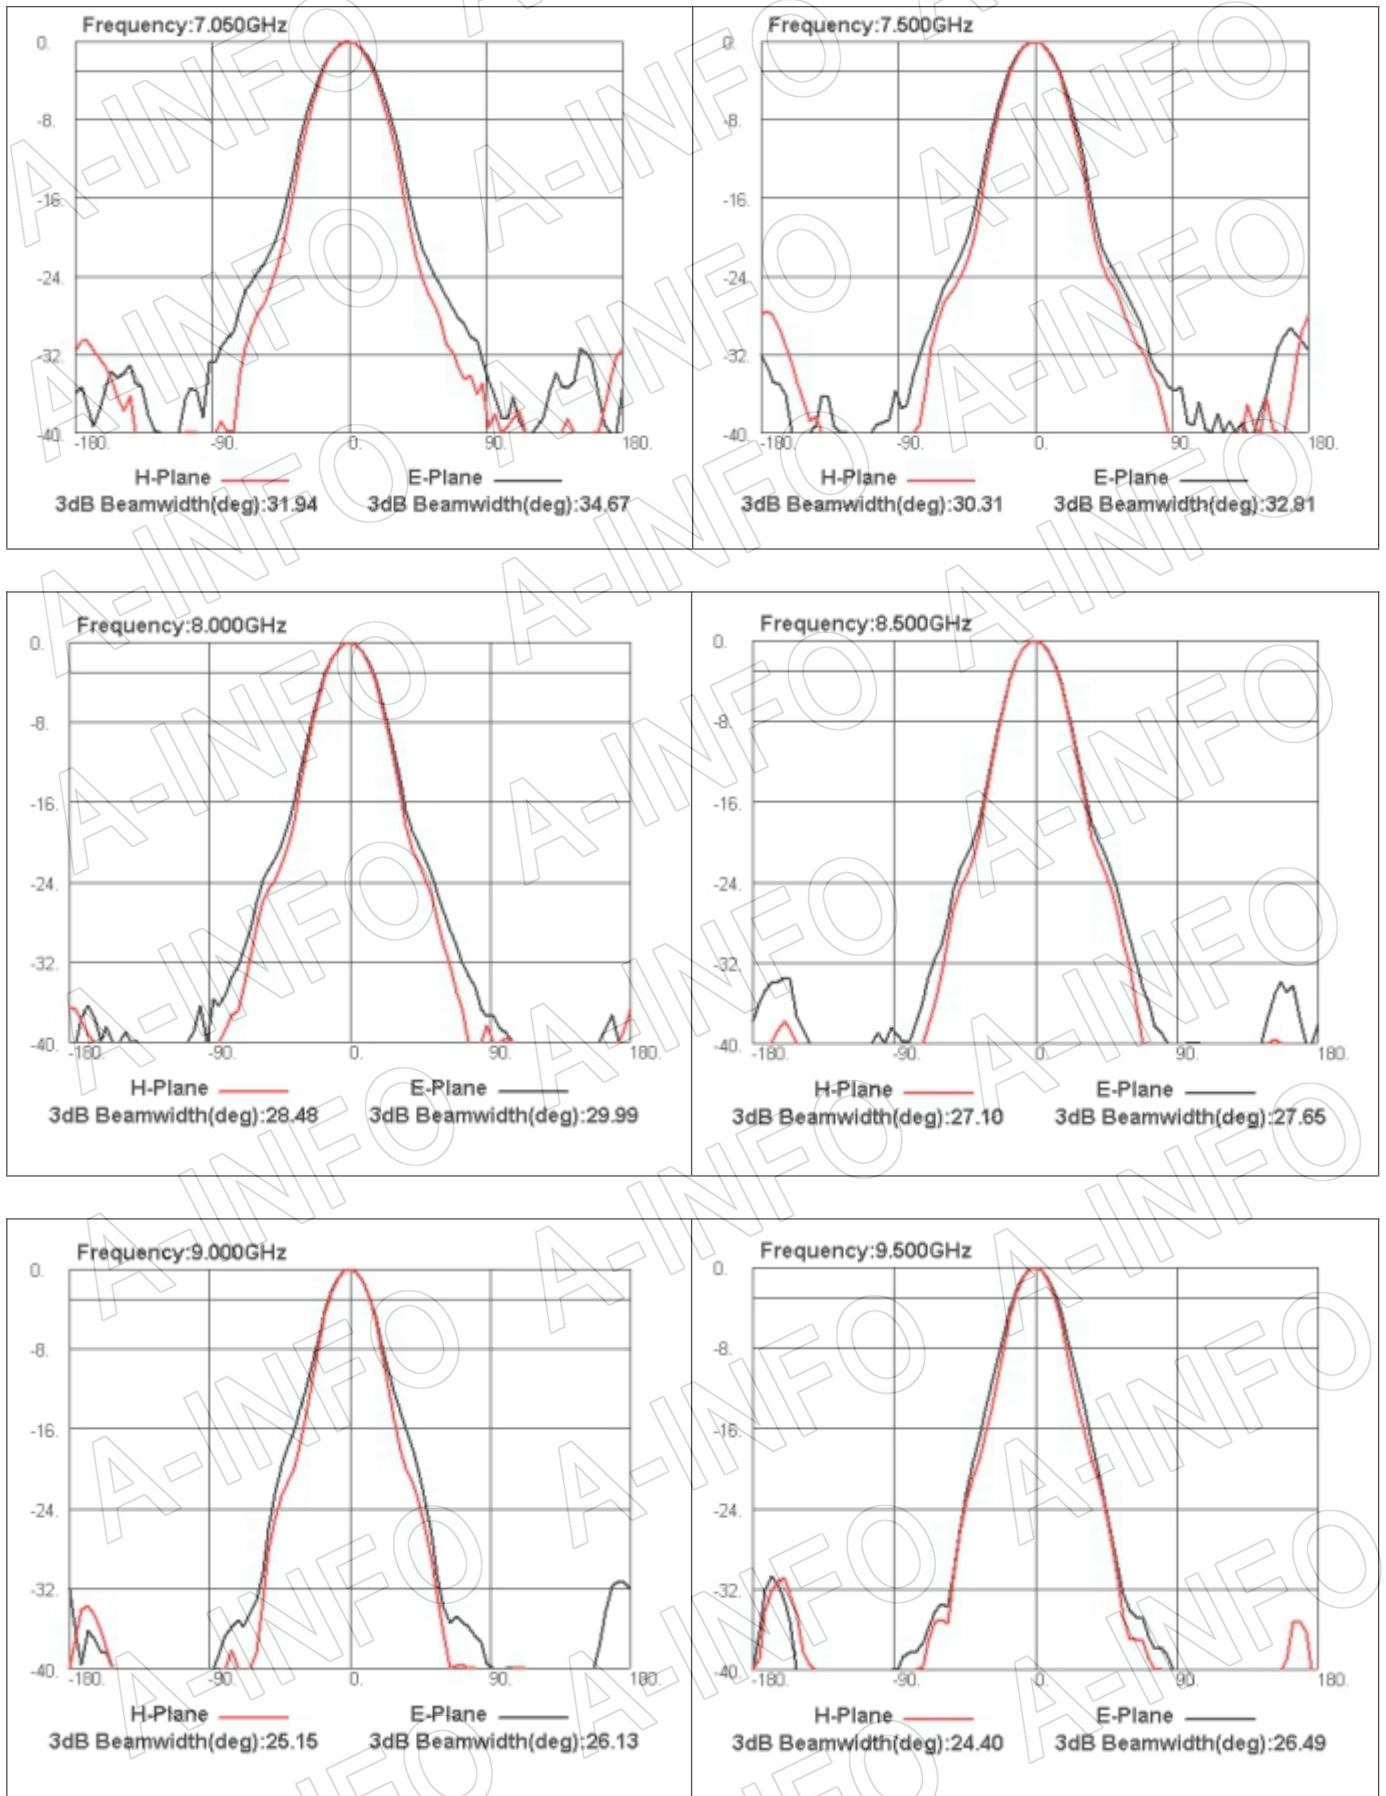 Frequency:7.050GHz
0.
-8.
-16.
-24
-32.
-40
-180. -90. 0. 90. 180.
H-Plane E-Plane
3dB Beamwidth(deg):31.94 3dB Beamwidth(deg):34.67
Frequency:7.500GHz
0.
-8.
-16.
-24
-32.
-40
-180. -90. 0. 90. 180.
H-Plane E-Plane
3dB Beamwidth(deg):30.31 3dB Beamwidth(deg):32.81
Frequency:8.000GHz
0.
-8.
-16.
-24.
-32.
-40.
-180. -90. 0. 90. 180.
H-Plane E-Plane
3dB Beamwidth(deg):28.48 3dB Beamwidth(deg):29.99
Frequency:8.500GHz
0.
-8.
-16.
-24.
-32.
-40.
-180. -90. 0. 90. 180.
H-Plane E-Plane
3dB Beamwidth(deg):27.10 3dB Beamwidth(deg):27.65
Frequency:9.000GHz
0.
-8.
-16.
-24.
-32.
-40.
-180. -90. 0. 90. 180.
H-Plane E-Plane
3dB Beamwidth(deg):25.15 3dB Beamwidth(deg):26.13
Frequency:9.500GHz
0.
-8.
-16.
-24.
-32.
-40.
-180. -90. 0. 90. 180.
H-Plane E-Plane
3dB Beamwidth(deg):24.40 3dB Beamwidth(deg):26.49
A-INFO